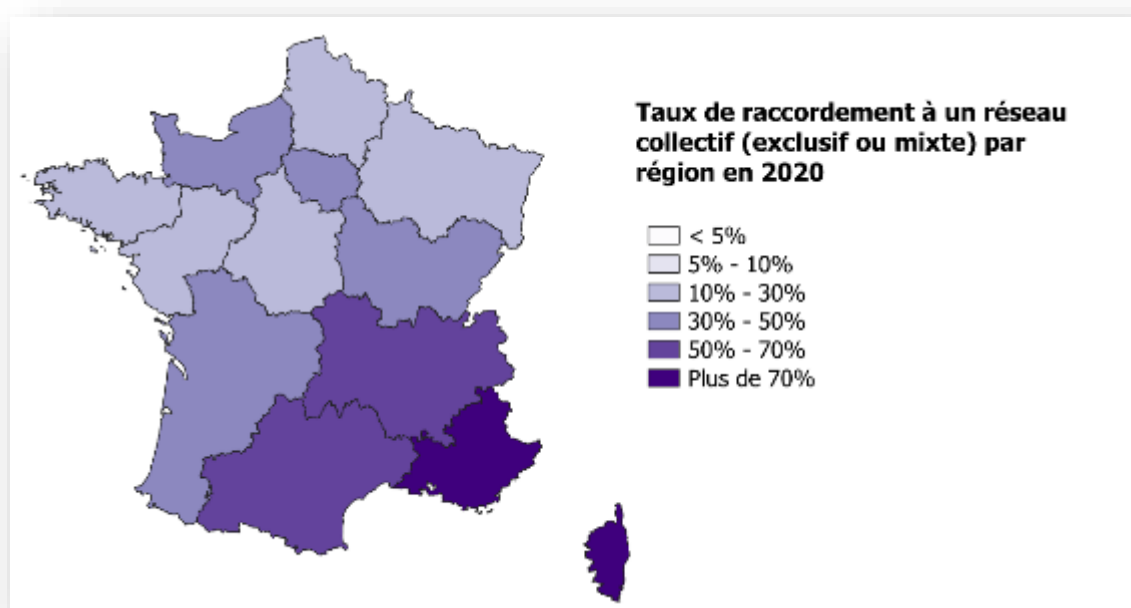 Taux de raccordement à un réseau
collectif (exclusif ou mixte) par
région en 2020
< 5%
5% - 10%
10% - 30%
30% - 50%
50% - 70%
Plus de 70%